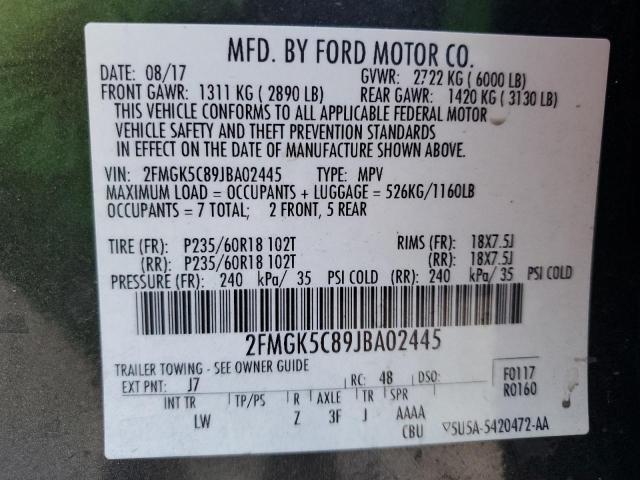 MFD. BY FORD MOTOR CO.
DATE: 08/17 GVWR: 2722 KG (6000 LB)
FRONT GAWR: 1311 KG (2890 LB) REAR GAWR: 1420 KG (3130 LB)
THIS VEHICLE CONFORMS TO ALL APPLICABLE FEDERAL MOTOR
VEHICLE SAFETY AND THEFT PREVENTION STANDARDS
IN EFFECT ON THE DATE OF MANUFACTURE SHOWN ABOVE.
VIN: 2FMGK5C89JBA02445 TYPE: MPV
MAXIMUM LOAD = OCCUPANTS + LUGGAGE = 526KG/1160LB
OCCUPANTS = 7 TOTAL; 2 FRONT, 5 REAR
TIRE (FR): P235/60R18 102T RIMS (FR): 18X7.5J
(RR): P235/60R18 102T (RR): 18X7.5J
PRESSURE (FR): 240 kPa/ 35 PSI COLD (RR): 240 kPa/ 35 PSI COLD
2FMGK5C89JBA02445
TRAILER TOWING - SEE OWNER GUIDE
EXT PNT: J7 RC: 48 DSO: F0117
R0160
INT TR TP/PS R AXLE TR SPR
LW Z 3F J AAAA
CBU 5U5A-5420472-AA